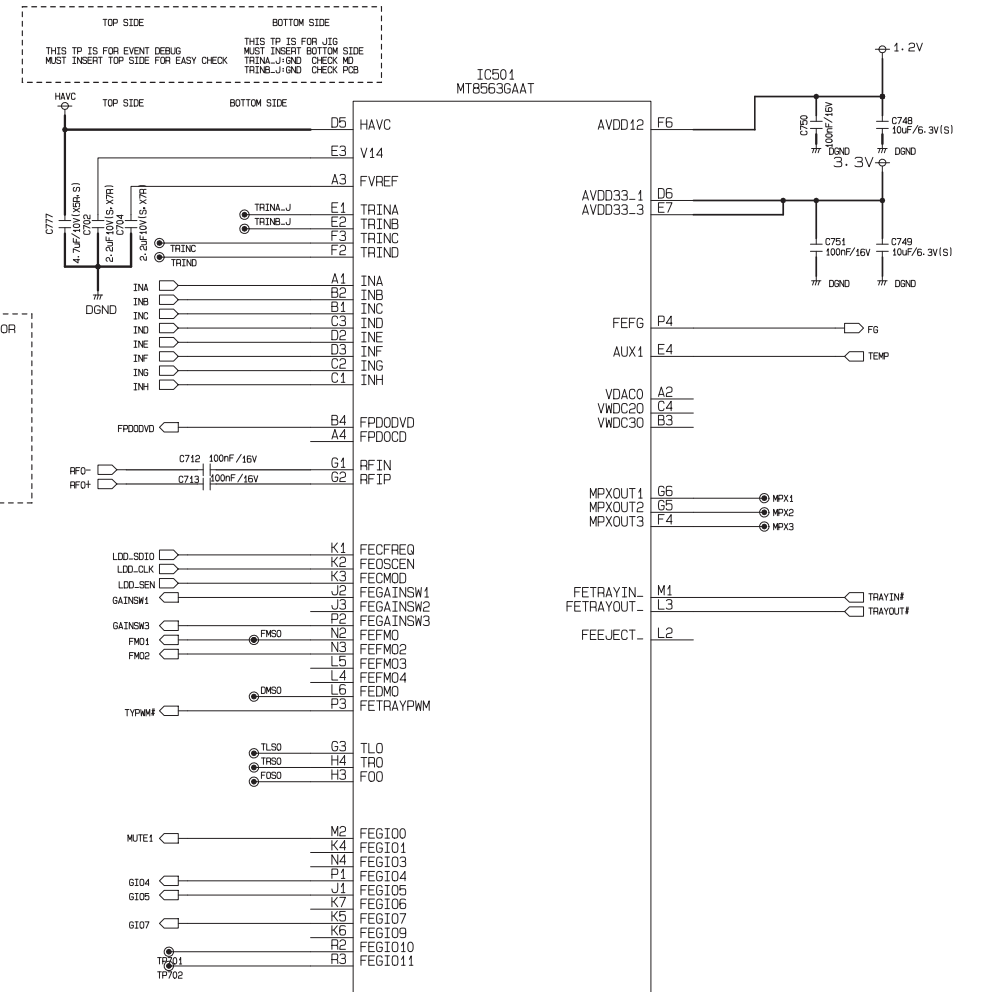 TOP SIDE BOTTOM SIDE
THIS TP IS FOR EVENT DEBUG
MUST INSERT TOP SIDE FOR EASY CHECK
THIS TP IS FOR JIG
MUST INSERT BOTTOM SIDE
TRINA_J:GND CHECK MD
TRINB_J:GND CHECK PCB
HAVC
TOP SIDE BOTTOM SIDE
IC501
MT8563GAAT
1.2V
D5 HAVC
E3 V14
A3 FVREF
TRINA_J E1 TRINA
TRINB_J E2 TRINB
TRINC F3 TRINC
TRIND F2 TRIND
C777
4.7uF/10V(X5R.S)
C702
2.2uF10V(S.X7R)
C704
2.2uF10V(S.X7R)
DGND
INA A1 INA
INB B2 INB
INC B1 INC
IND C3 IND
INE D2 INE
INF D3 INF
ING C2 ING
INH C1 INH
OR
FPDODVD B4 FPDODVD
A4 FPDOCD
C712 100nF/16V
RFO- G1 RFIN
C713 100nF/16V
RFO+ G2 RFIP
LDD_SDIO K1 FECFREQ
LDD_CLK K2 FEOSCEN
LDD_SEN K3 FECMOD
GAINSW1 J2 FEGAINSW1
J3 FEGAINSW2
GAINSW3 P2 FEGAINSW3
FMO1 FMSO N2 FEFMO
FMO2 N3 FEFMO2
L5 FEFMO3
L4 FEFMO4
DMSO L6 FEDMO
TYPWM# P3 FETRAYPWM
TLSO G3 TLO
TRSO H4 TRO
FOSO H3 FOO
MUTE1 M2 FEGIO0
K4 FEGIO1
N4 FEGIO3
GIO4 P1 FEGIO4
GIO5 J1 FEGIO5
K7 FEGIO6
GIO7 K5 FEGIO7
K6 FEGIO9
TP701 R2 FEGIO10
TP702 R3 FEGIO11
AVDD12 F6
C750
100nF/16V
DGND
C748
10uF/6.3V(S)
DGND
3.3V
AVDD33_1 D6
AVDD33_3 E7
C751
100nF/16V
DGND
C749
10uF/6.3V(S)
DGND
FEFG P4 FG
AUX1 E4 TEMP
VDACO A2
VWDC2O C4
VWDC3O B3
MPXOUT1 G6 MPX1
MPXOUT2 G5 MPX2
MPXOUT3 F4 MPX3
FETRAYIN_ M1 TRAYIN#
FETRAYOUT_ L3 TRAYOUT#
FEEJECT_ L2